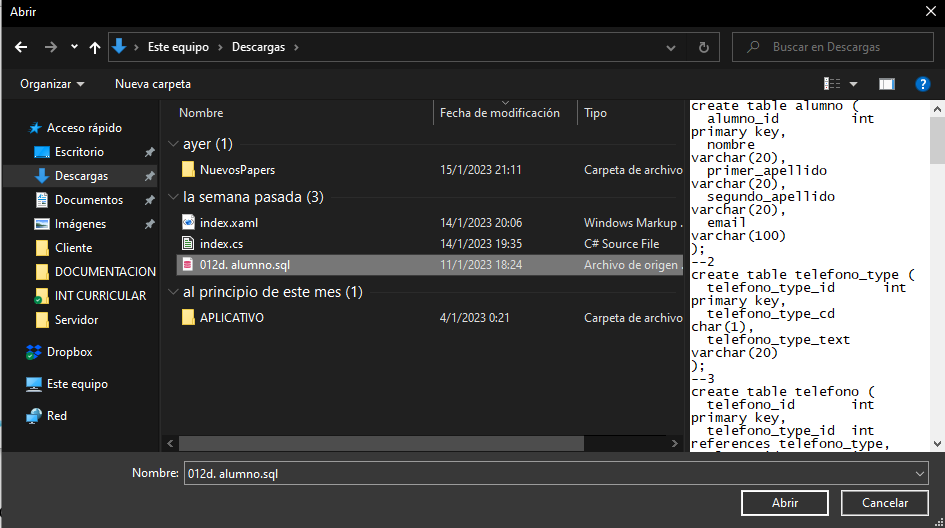 Abrir
Este equipo
Descargas
Buscar en Descargas
Organizar
Nueva carpeta
Acceso rápido
Escritorio
Descargas
Documentos
Imágenes
Cliente
DOCUMENTACION
INT CURRICULAR
Servidor
Dropbox
Este equipo
Red
Nombre Fecha de modificación Tipo
ayer (1)
NuevosPapers 15/1/2023 21:11 Carpeta de archivo
la semana pasada (3)
index.xaml 14/1/2023 20:06 Windows Markup .
index.cs 14/1/2023 19:35 C# Source File
012d. alumno.sql 11/1/2023 18:24 Archivo de origen .
al principio de este mes (1)
APLICATIVO 4/1/2023 0:21 Carpeta de archivo
create table alumno (
alumno_id int
primary key,
nombre
varchar(20),
primer_apellido
varchar(20),
segundo_apellido
varchar(20),
email
varchar(100)
);
--2
create table telefono_type (
telefono_type_id int
primary key,
telefono_type_cd
char(1),
telefono_type_text
varchar(20)
);
--3
create table telefono (
telefono_id int
primary key,
telefono_type_id int
references telefono_type,
Nombre: 012d. alumno.sql
Abrir
Cancelar